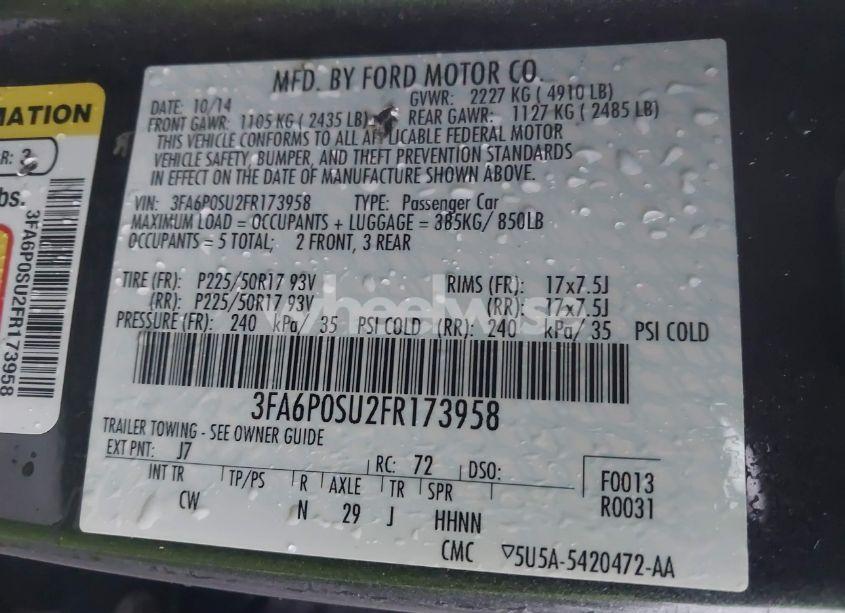 MATION
R: 2
bs.
3FA6P0SU2FR173958
MFD. BY FORD MOTOR CO.
DATE: 10/14 GVWR: 2227 KG ( 4910 LB)
FRONT GAWR: 1105 KG ( 2435 LB) REAR GAWR: 1127 KG ( 2485 LB)
THIS VEHICLE CONFORMS TO ALL APPLICABLE FEDERAL MOTOR
VEHICLE SAFETY, BUMPER, AND THEFT PREVENTION STANDARDS
IN EFFECT ON THE DATE OF MANUFACTURE SHOWN ABOVE.
VIN: 3FA6P0SU2FR173958 TYPE: Passenger Car
MAXIMUM LOAD = OCCUPANTS + LUGGAGE = 385KG/ 850LB
OCCUPANTS = 5 TOTAL; 2 FRONT, 3 REAR
TIRE (FR): P225/50R17 93V RIMS (FR): 17x7.5J
(RR): P225/50R17 93V (RR): 17x7.5J
PRESSURE (FR): 240 kPa/ 35 PSI COLD (RR): 240 kPa/ 35 PSI COLD
3FA6P0SU2FR173958
TRAILER TOWING - SEE OWNER GUIDE
EXT PNT: J7 RC: 72 DSO:
INT TR TP/PS R AXLE TR SPR F0013
CW N 29 J HHNN R0031
CMC ▽5U5A-5420472-AA